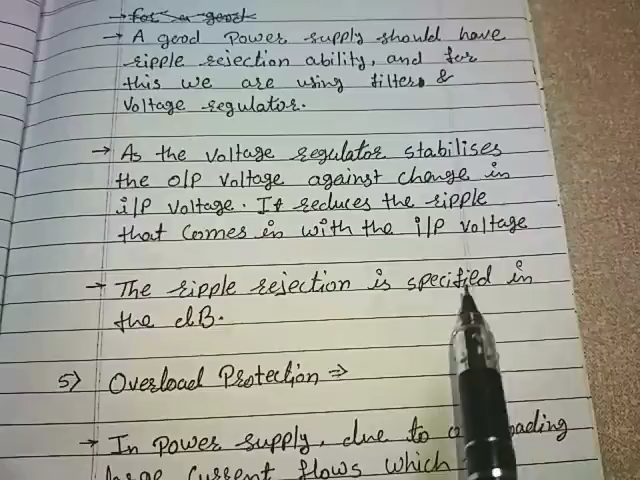 → for a good
→ A good Power supply should have
ripple rejection ability, and for
this we are using filter &
Voltage regulator.
→ As the voltage regulator stabilises
the O/P voltage against change in
i/P voltage. It reduces the ripple
that comes in with the i/P voltage
→ The ripple rejection is specified in
the dB.
5) Overload Protection ⇒
→ In Power supply, due to
large current flows which